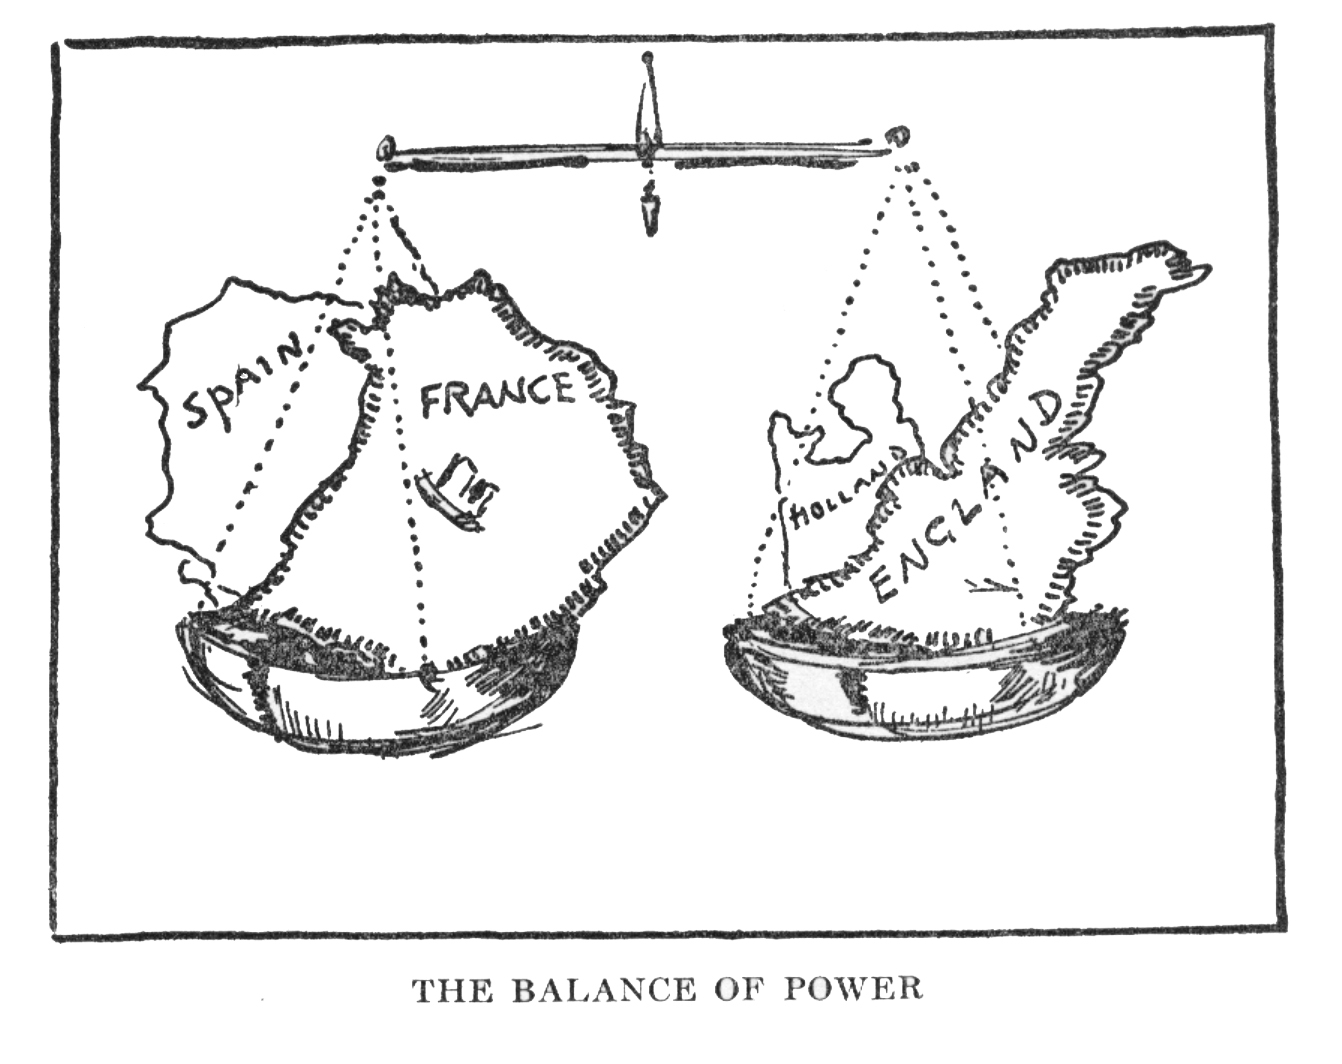 SPAIN
FRANCE
HOLLAND
ENGLAND
THE BALANCE OF POWER